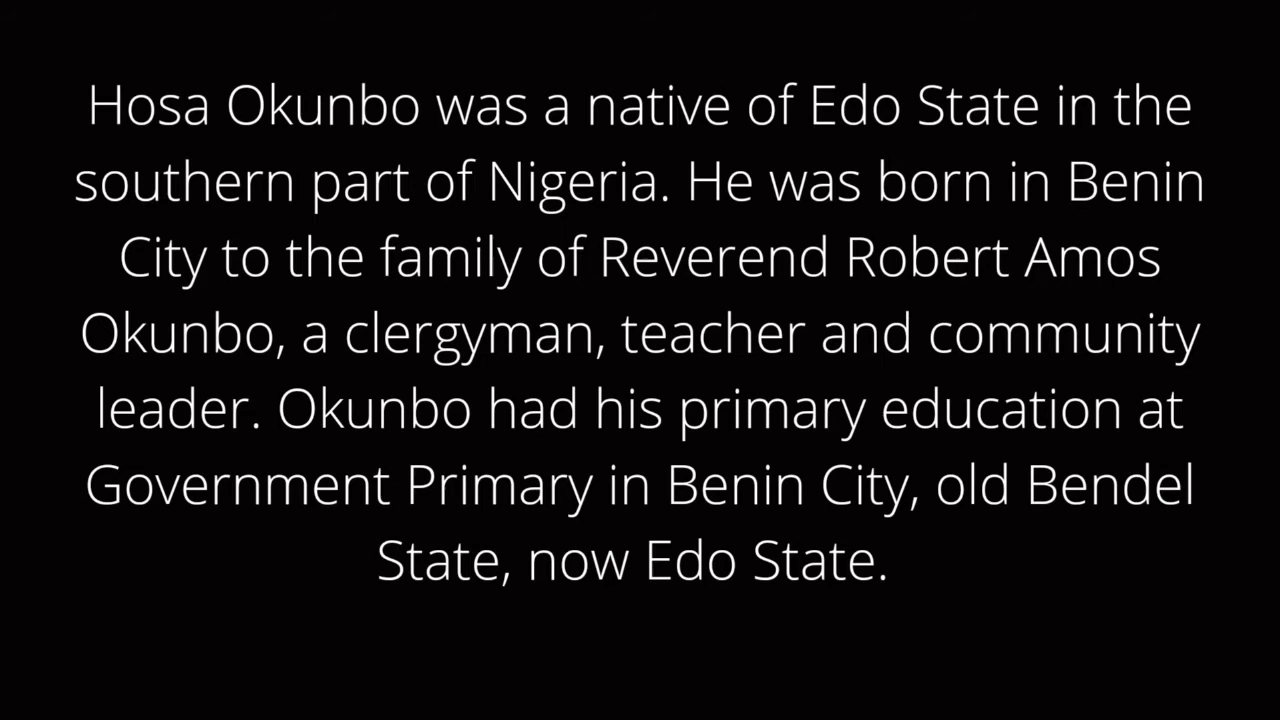 Hosa Okunbo was a native of Edo State in the
southern part of Nigeria. He was born in Benin
City to the family of Reverend Robert Amos
Okunbo, a clergyman, teacher and community
leader. Okunbo had his primary education at
Government Primary in Benin City, old Bendel
State, now Edo State.